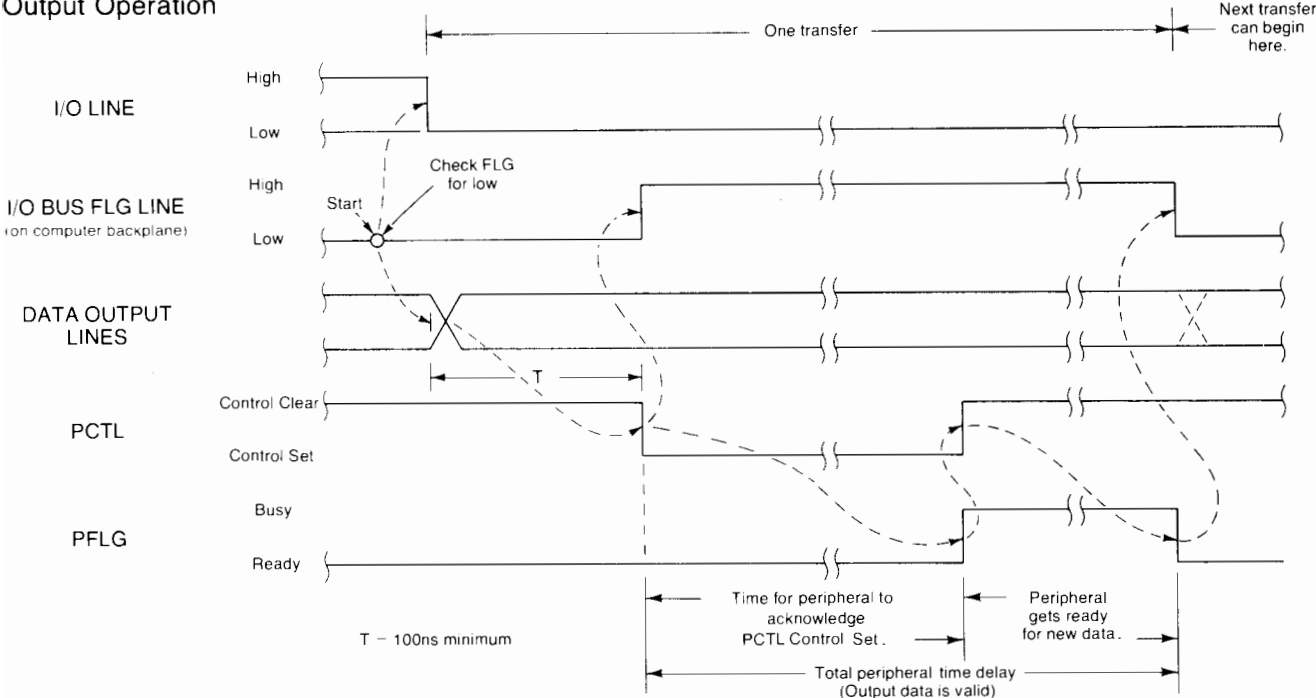 Output Operation
One transfer
Next transfer
can begin
here.
I/O LINE
High
Low
Check FLG
for low
I/O BUS FLG LINE
(on computer backplane)
High
Start
Low
DATA OUTPUT
LINES
T
PCTL
Control Clear
Control Set
PFLG
Busy
Ready
T – 100ns minimum
Time for peripheral to
acknowledge
PCTL Control Set.
Peripheral
gets ready
for new data.
Total peripheral time delay
(Output data is valid)